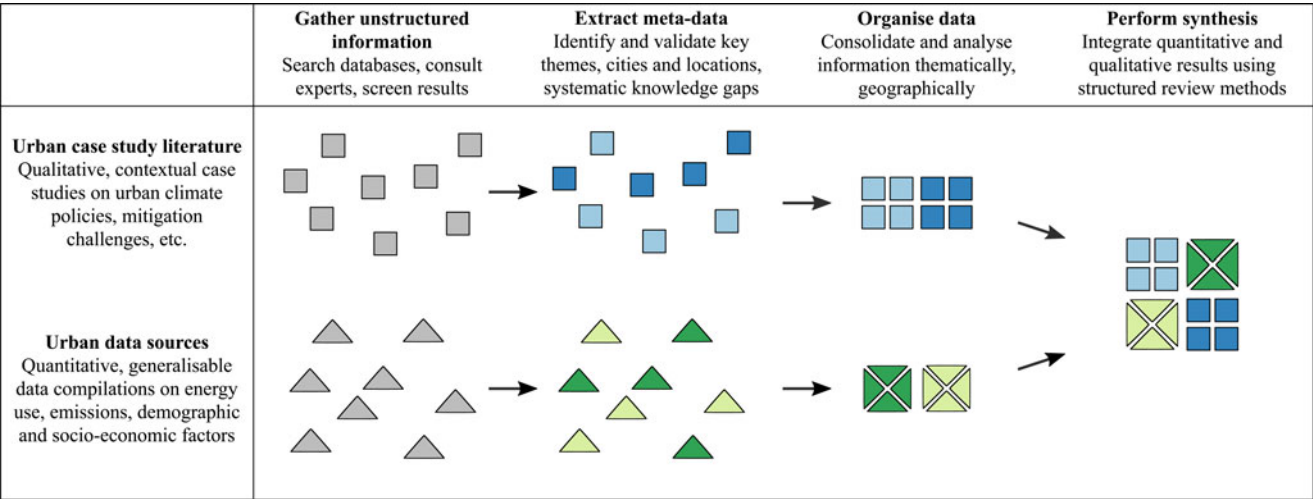 Gather unstructured
information
Search databases, consult
experts, screen results
Extract meta-data
Identify and validate key
themes, cities and locations,
systematic knowledge gaps
Organise data
Consolidate and analyse
information thematically,
geographically
Perform synthesis
Integrate quantitative and
qualitative results using
structured review methods
Urban case study literature
Qualitative, contextual case
studies on urban climate
policies, mitigation
challenges, etc.
Urban data sources
Quantitative, generalisable
data compilations on energy
use, emissions, demographic
and socio-economic factors